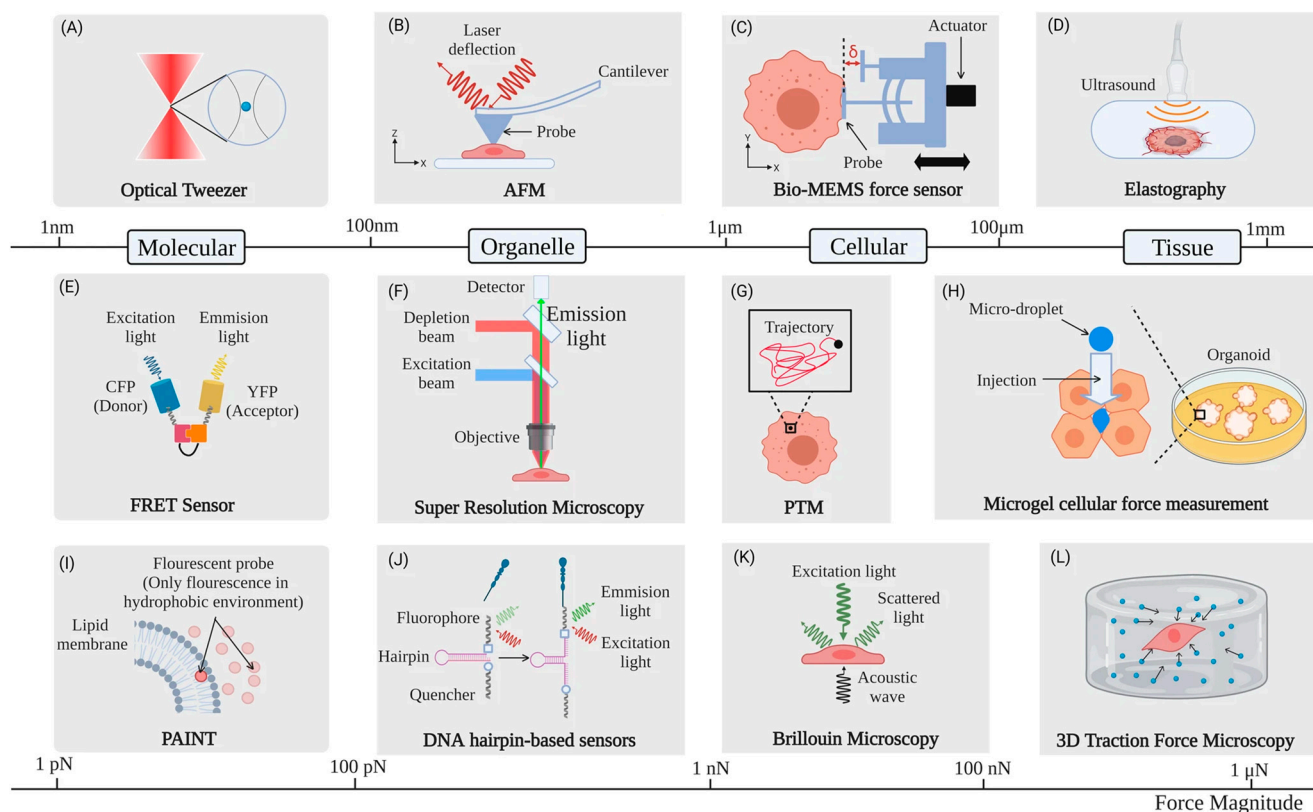 (A)
Optical Tweezer
(B)
Laser
deflection
Cantilever
Probe
Z
X
AFM
(C)
δ
Actuator
Y
X
Probe
Bio-MEMS force sensor
(D)
Ultrasound
Elastography
1nm
Molecular
100nm
Organelle
1μm
Cellular
100μm
Tissue
1mm
(E)
Excitation
light
Emmision
light
CFP
(Donor)
YFP
(Acceptor)
FRET Sensor
(F)
Detector
Depletion
beam
Emission
light
Excitation
beam
Objective
Super Resolution Microscopy
(G)
Trajectory
PTM
(H)
Micro-droplet
Injection
Organoid
Microgel cellular force measurement
(I)
Flourescent probe
(Only flourescence in
hydrophobic environment)
Lipid
membrane
PAINT
(J)
Fluorophore
Hairpin
Quencher
Emmision
light
Excitation
light
DNA hairpin-based sensors
(K)
Excitation light
Scattered
light
Acoustic
wave
Brillouin Microscopy
(L)
3D Traction Force Microscopy
1 pN
100 pN
1 nN
100 nN
1 μN
Force Magnitude